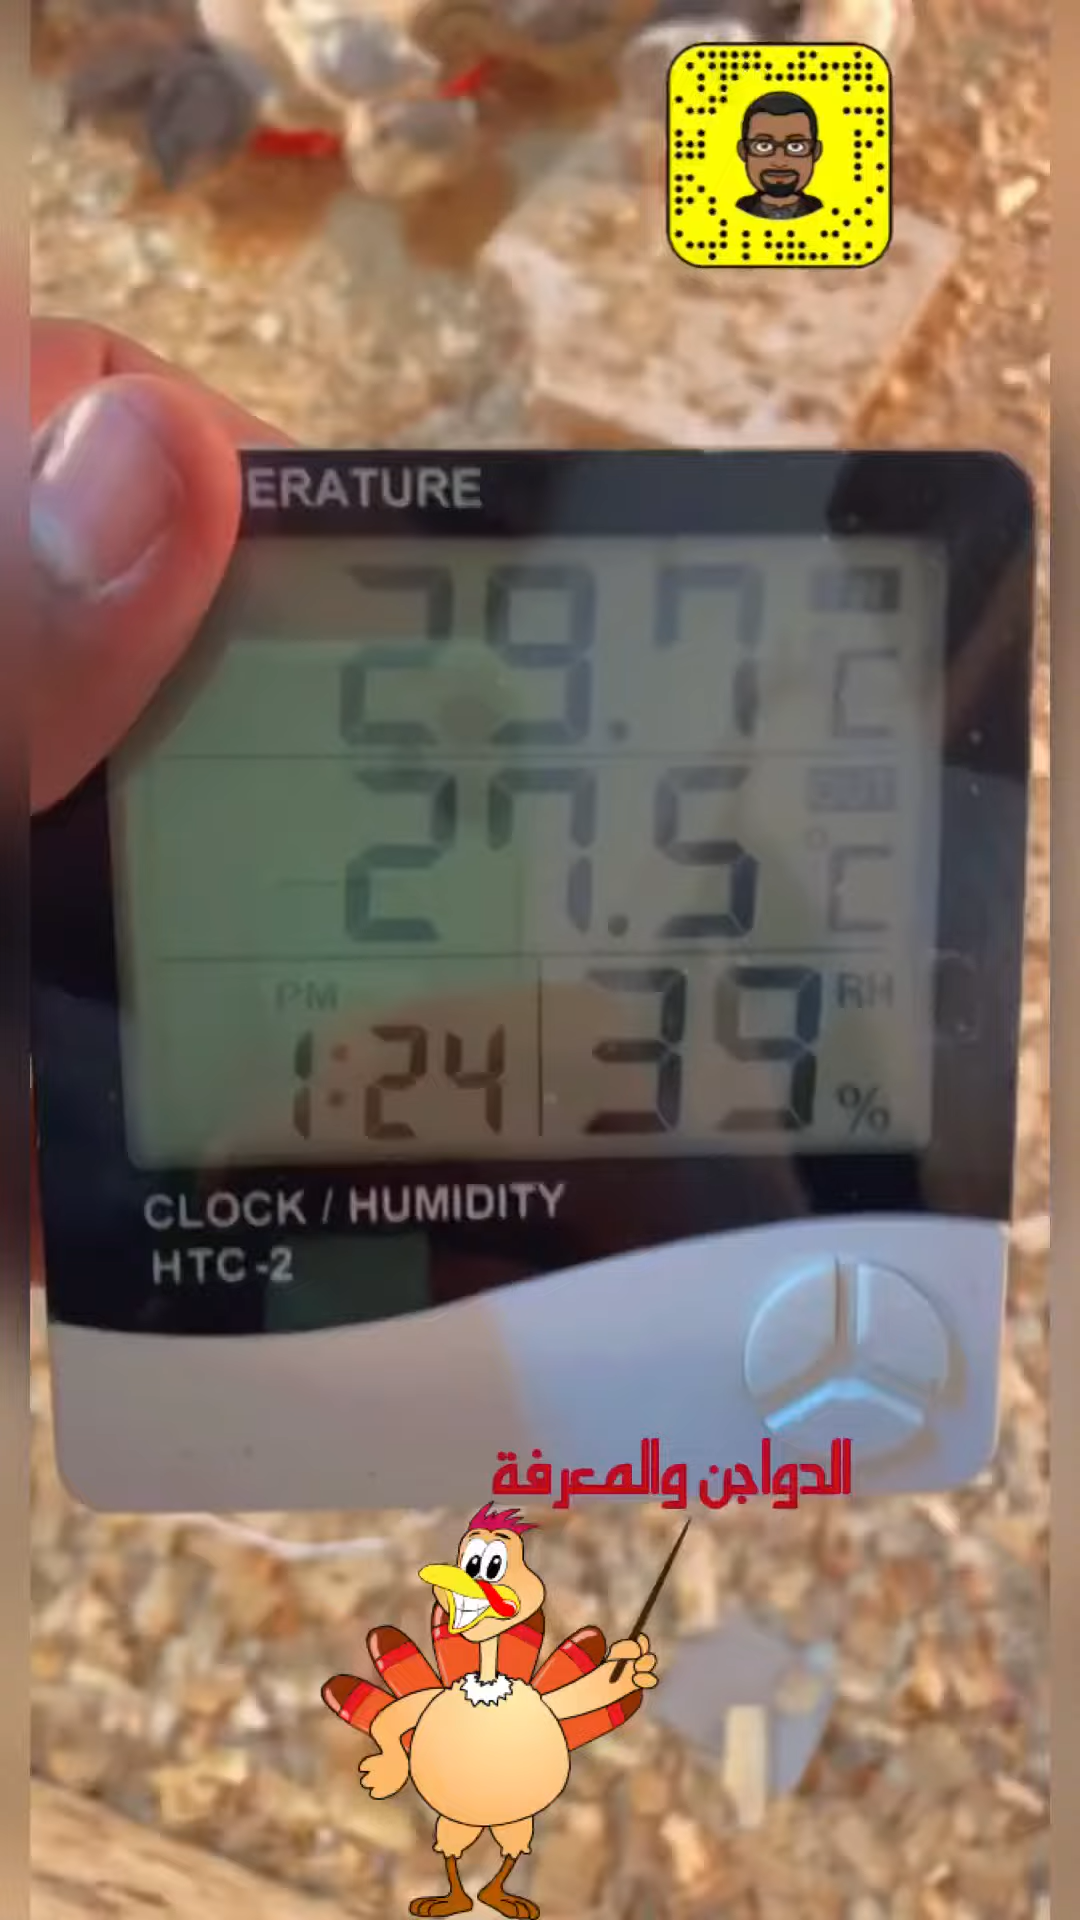 ERATURE
29.7
C
27.5
°C
PM
1:24
39
RH
%
CLOCK / HUMIDITY
HTC-2
الدواجن والمعرفة